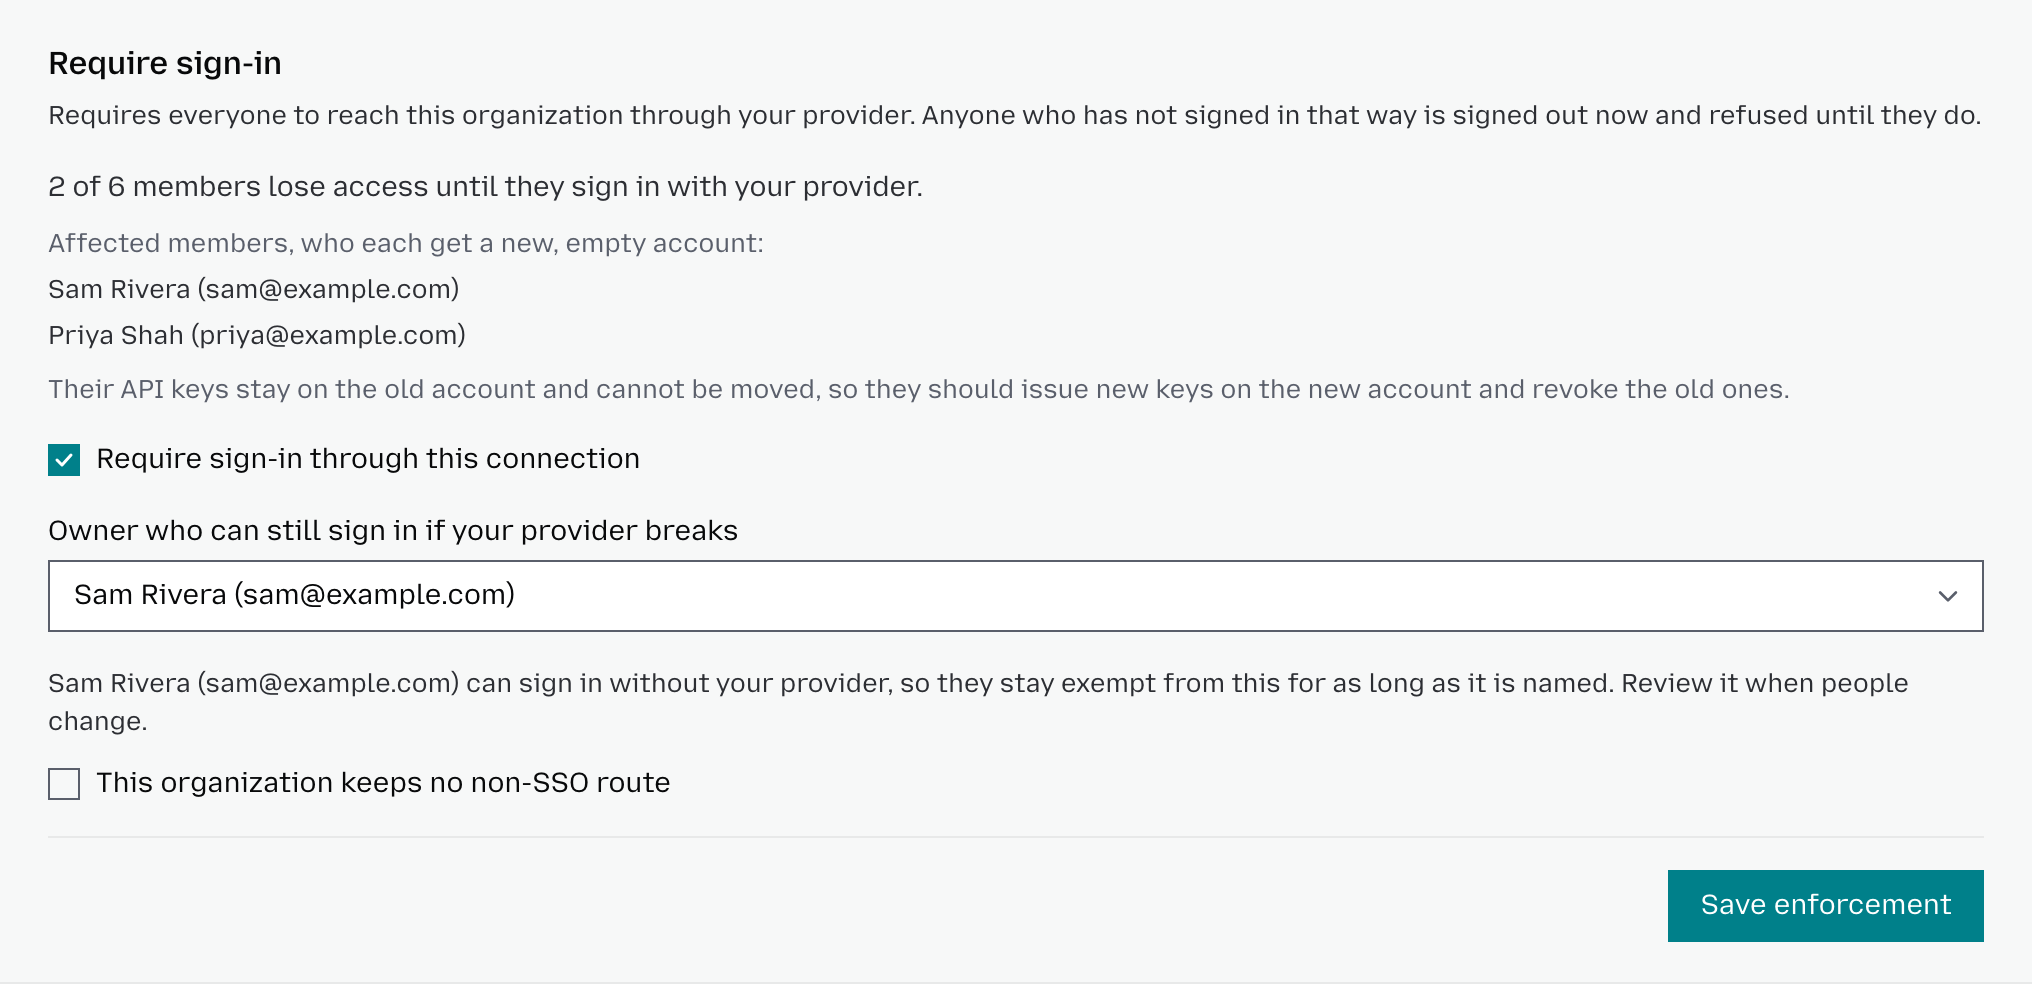 Require sign-in
Requires everyone to reach this organization through your provider. Anyone who has not signed in that way is signed out now and refused until they do.
2 of 6 members lose access until they sign in with your provider.
Affected members, who each get a new, empty account:
Sam Rivera (sam@example.com)
Priya Shah (priya@example.com)
Their API keys stay on the old account and cannot be moved, so they should issue new keys on the new account and revoke the old ones.
Require sign-in through this connection
Owner who can still sign in if your provider breaks
Sam Rivera (sam@example.com)
Sam Rivera (sam@example.com) can sign in without your provider, so they stay exempt from this for as long as it is named. Review it when people
change.
This organization keeps no non-SSO route
Save enforcement